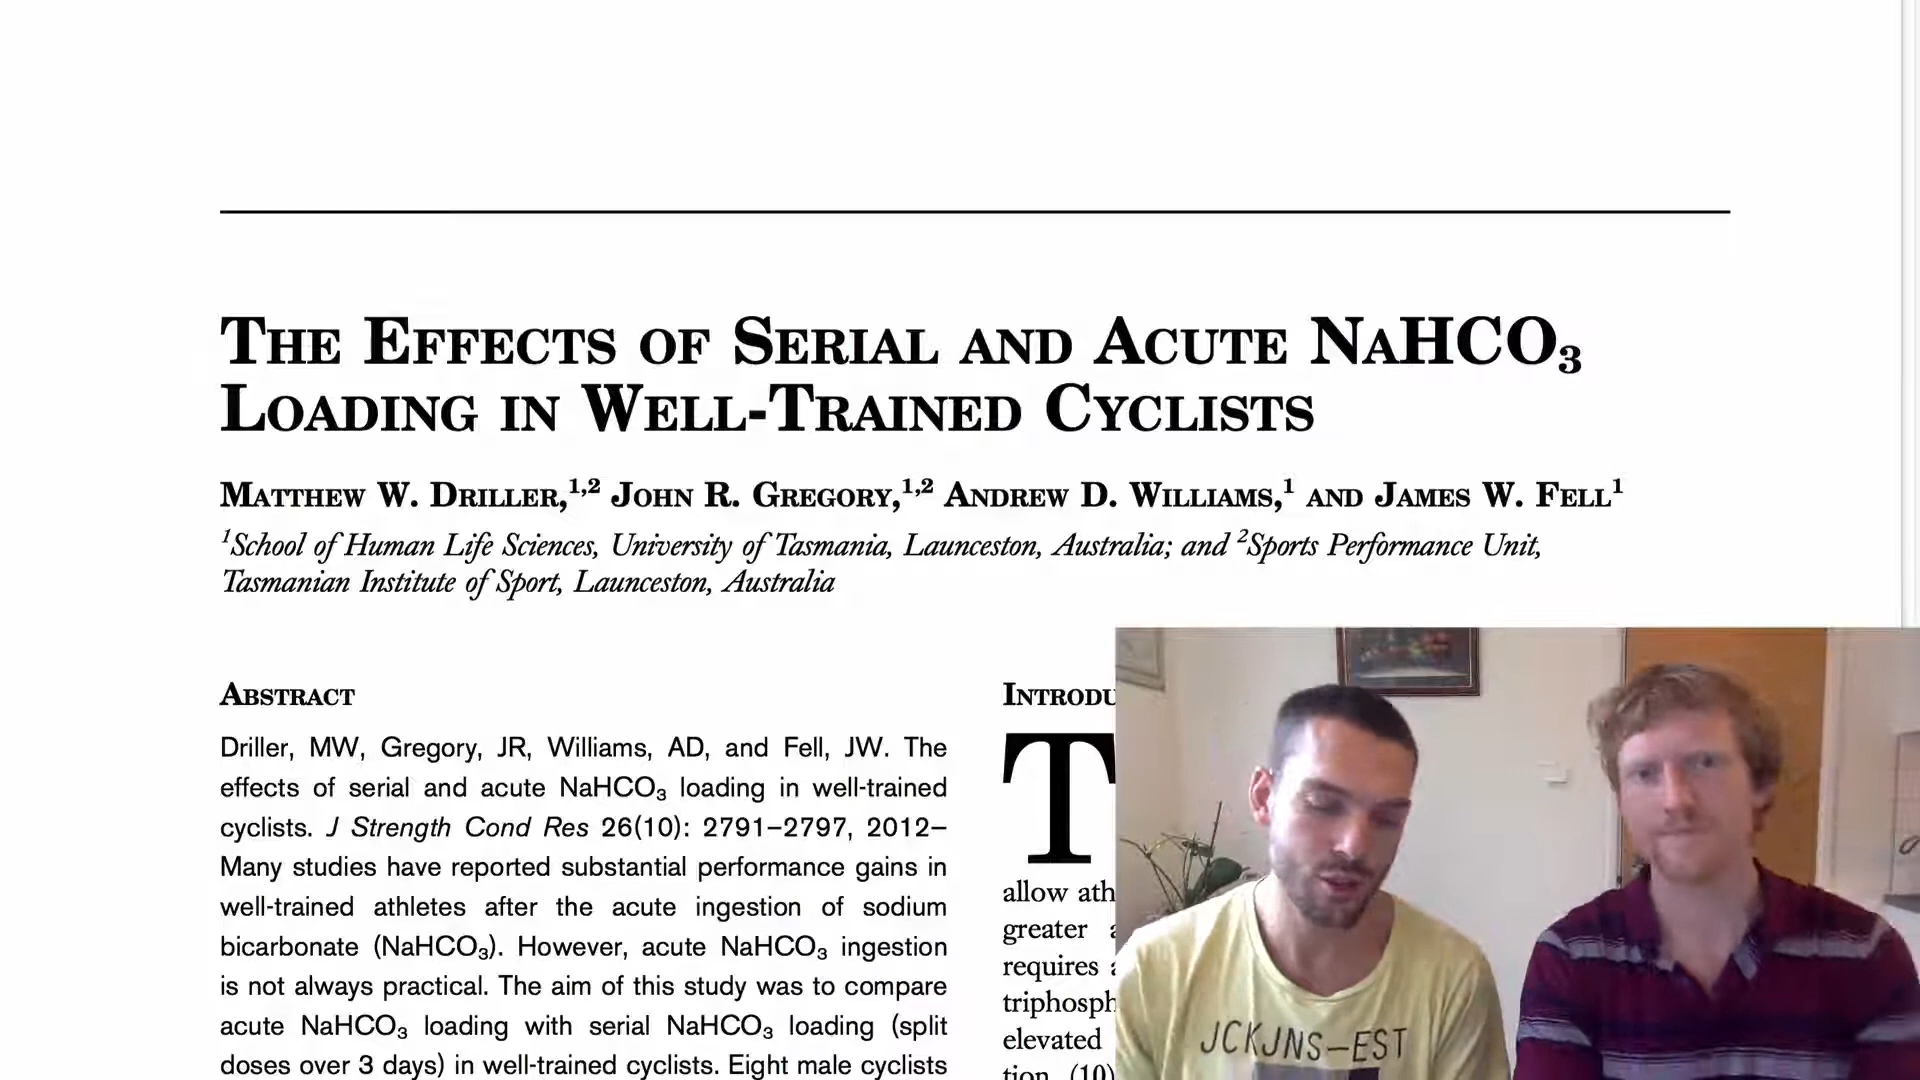 THE EFFECTS OF SERIAL AND ACUTE NAHCO₃
LOADING IN WELL-TRAINED CYCLISTS
MATTHEW W. DRILLER,¹,² JOHN R. GREGORY,¹,² ANDREW D. WILLIAMS,¹ AND JAMES W. FELL¹
¹School of Human Life Sciences, University of Tasmania, Launceston, Australia; and ²Sports Performance Unit,
Tasmanian Institute of Sport, Launceston, Australia
ABSTRACT
Driller, MW, Gregory, JR, Williams, AD, and Fell, JW. The
effects of serial and acute NaHCO₃ loading in well-trained
cyclists. J Strength Cond Res 26(10): 2791–2797, 2012–
Many studies have reported substantial performance gains in
well-trained athletes after the acute ingestion of sodium
bicarbonate (NaHCO₃). However, acute NaHCO₃ ingestion
is not always practical. The aim of this study was to compare
acute NaHCO₃ loading with serial NaHCO₃ loading (split
doses over 3 days) in well-trained cyclists. Eight male cyclists
INTRODU
T
allow ath
greater a
requires a
triphosph
elevated
tion (10)
JCKJNS–EST